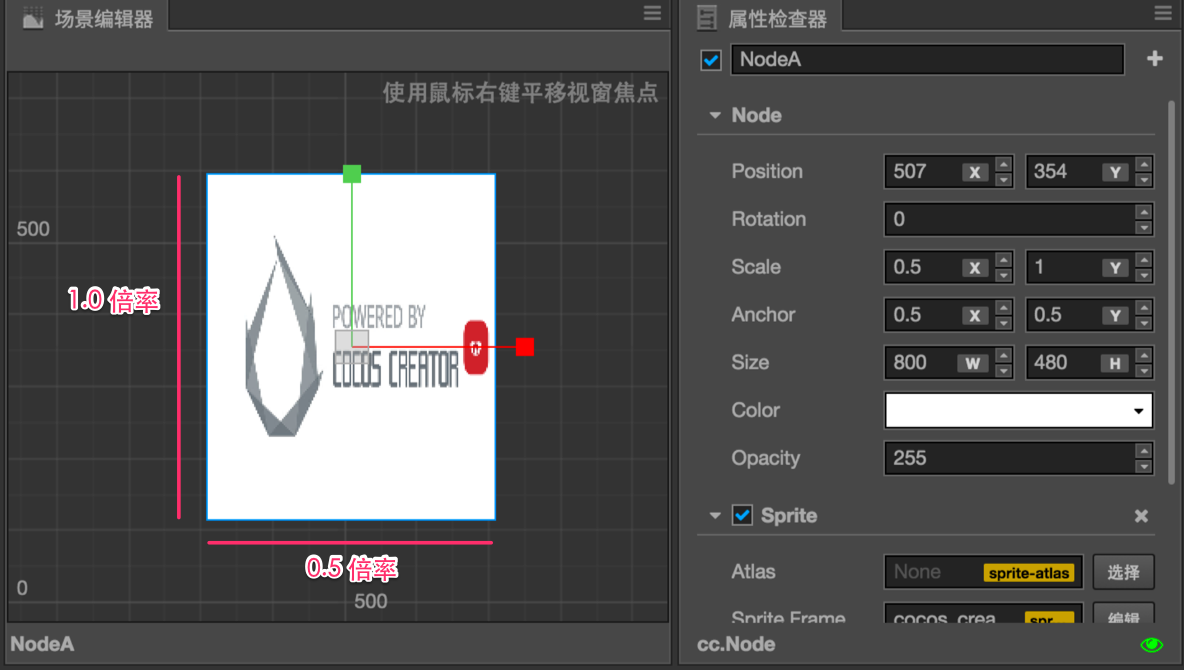 场景编辑器
使用鼠标右键平移视窗焦点
500
1.0 倍率
POWERED BY
COCOS CREATOR
0.5 倍率
0
500
NodeA
属性检查器
NodeA
Node
Position 507 X 354 Y
Rotation 0
Scale 0.5 X 1 Y
Anchor 0.5 X 0.5 Y
Size 800 W 480 H
Color
Opacity 255
Sprite
Atlas None sprite-atlas 选择
Sprite Frame cocos_crea spr... 编辑
cc.Node